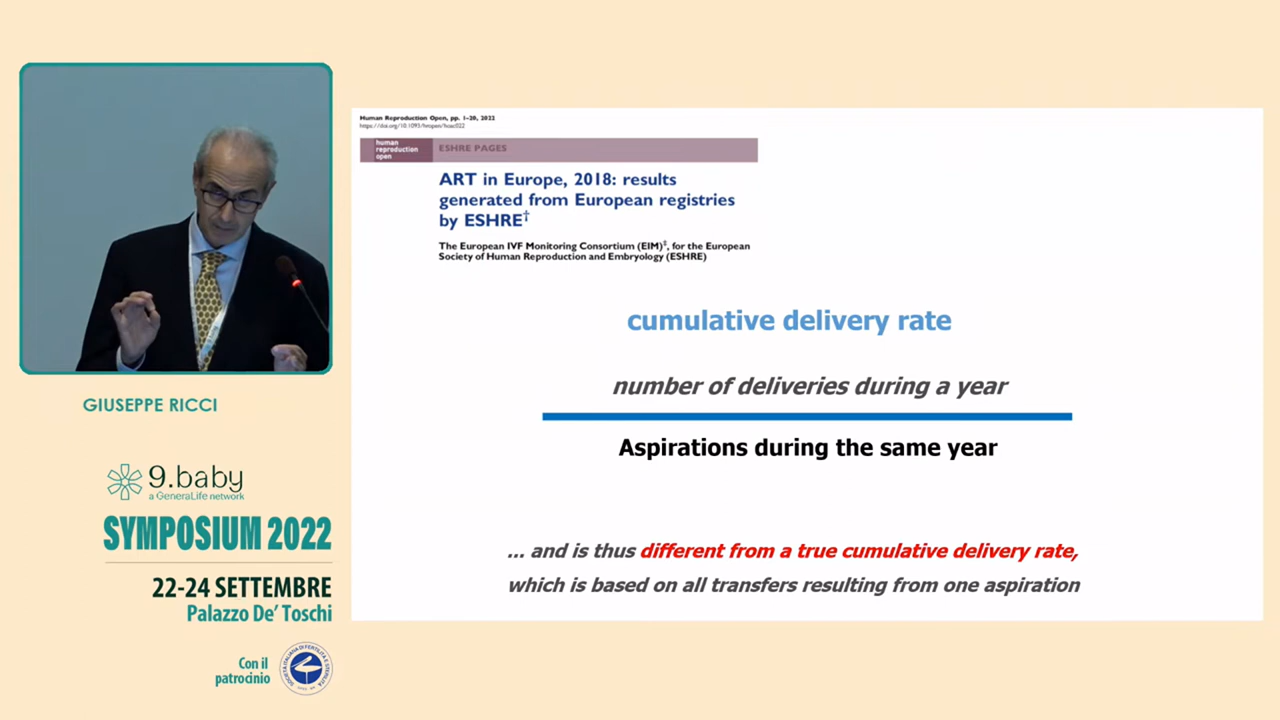 Human Reproduction Open, pp. 1–20, 2022
https://doi.org/10.1093/hropen/hoac022
human
reproduction
open
ESHRE PAGES
ART in Europe, 2018: results
generated from European registries
by ESHRE†
The European IVF Monitoring Consortium (EIM)‡, for the European
Society of Human Reproduction and Embryology (ESHRE)
cumulative delivery rate
number of deliveries during a year
Aspirations during the same year
... and is thus different from a true cumulative delivery rate,
which is based on all transfers resulting from one aspiration
GIUSEPPE RICCI
9.baby
a GeneraLife network
SYMPOSIUM 2022
22-24 SETTEMBRE
Palazzo De' Toschi
Con il
patrocinio
SOCIETÀ ITALIANA DI FERTILITÀ E STERILITÀ